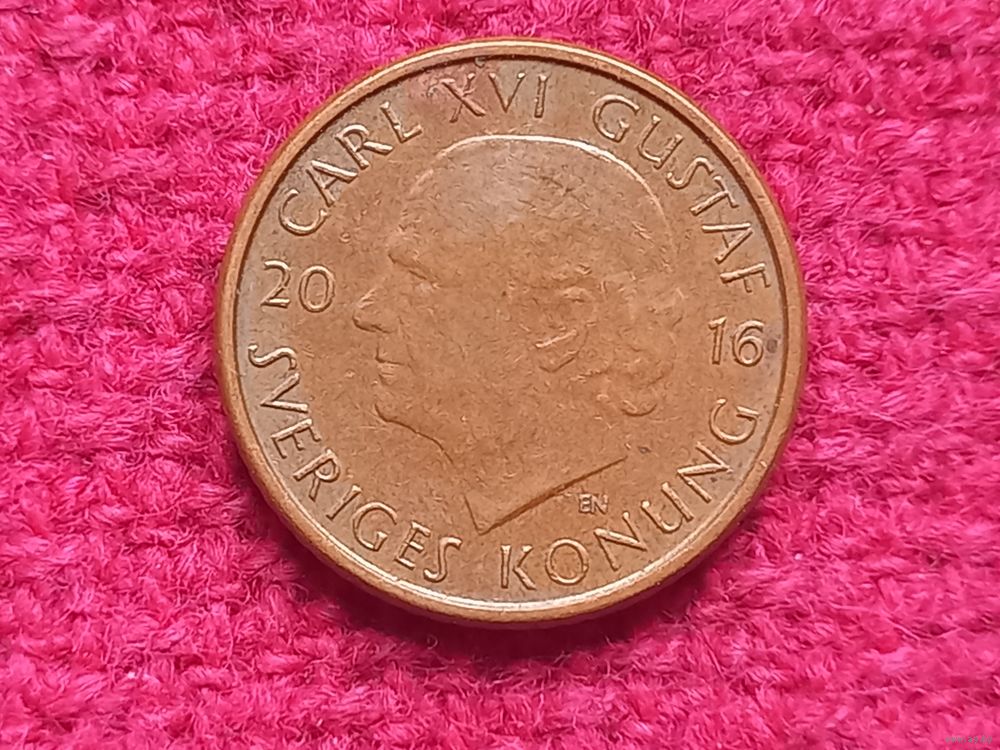 CARL XVI GUSTAF
20 16
SVERIGES KONUNG
EN